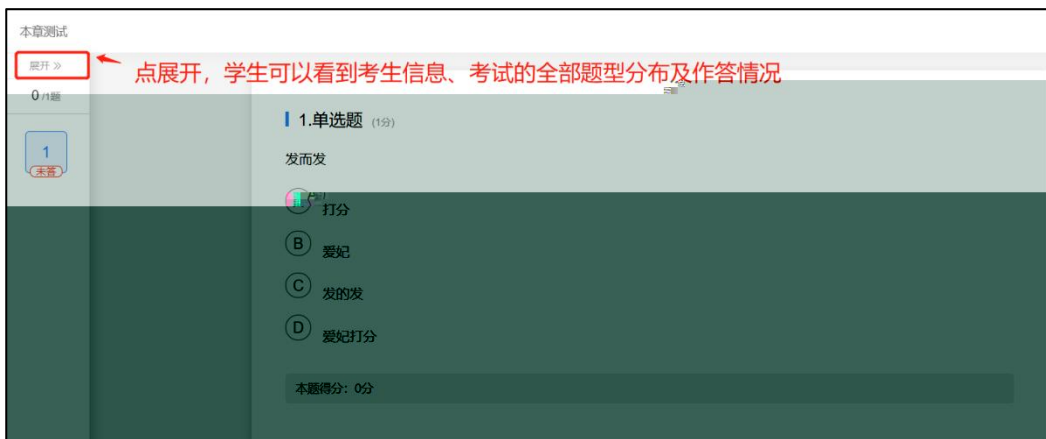 本章测试
展开 »
点展开，学生可以看到考生信息、考试的全部题型分布及作答情况
0 /1题
1
未答
1.单选题 (1分)
发而发
打分
B 爱妃
C 发的发
D 爱妃打分
本题得分：0分